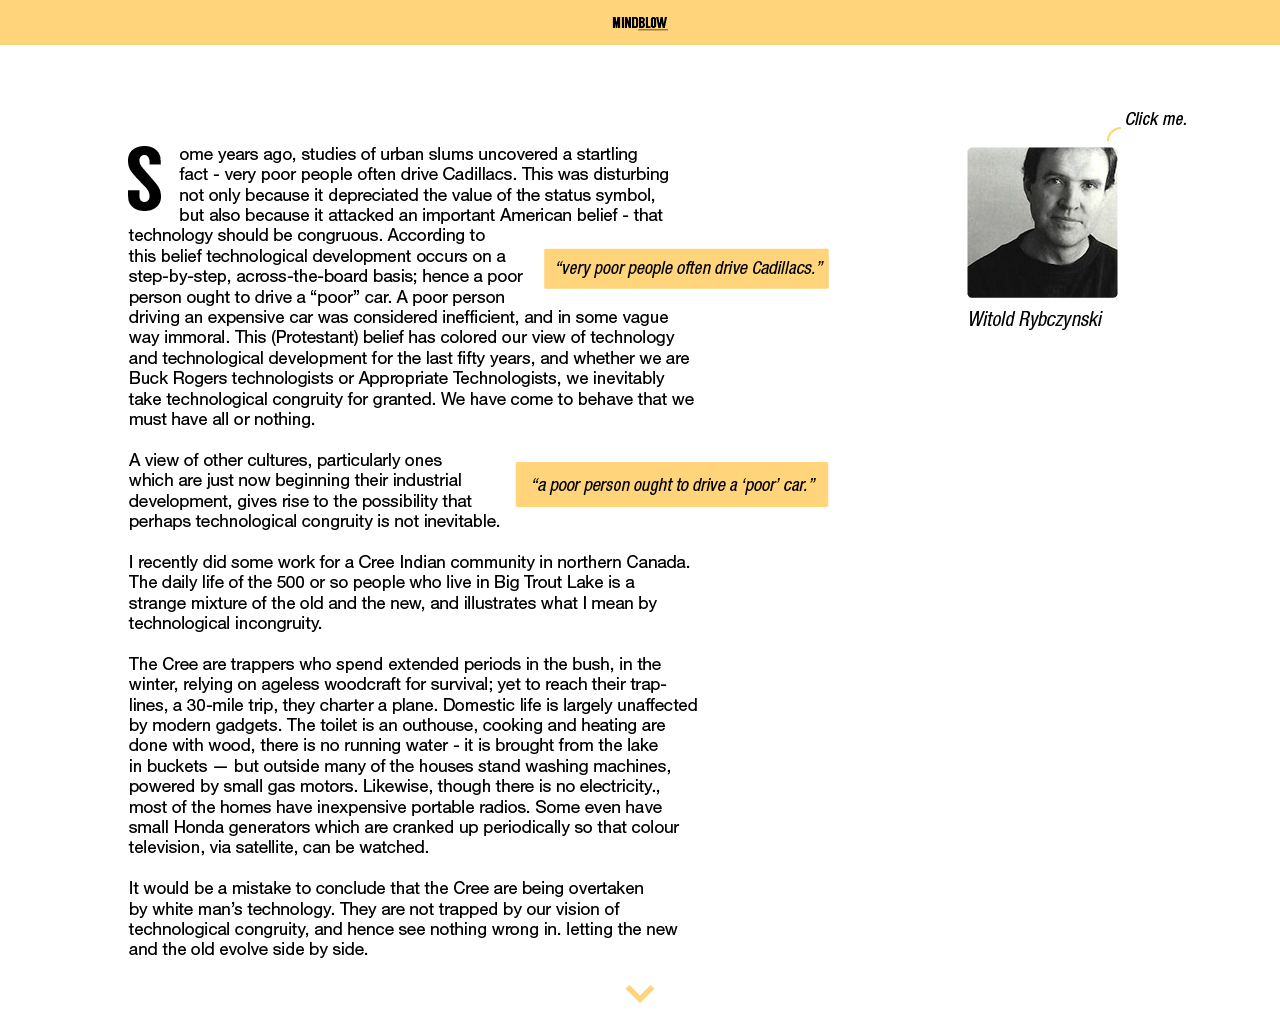 MINDBLOW
Click me.
Some years ago, studies of urban slums uncovered a startling
fact - very poor people often drive Cadillacs. This was disturbing
not only because it depreciated the value of the status symbol,
but also because it attacked an important American belief - that
technology should be congruous. According to
this belief technological development occurs on a
step-by-step, across-the-board basis; hence a poor
person ought to drive a “poor” car. A poor person
driving an expensive car was considered inefficient, and in some vague
way immoral. This (Protestant) belief has colored our view of technology
and technological development for the last fifty years, and whether we are
Buck Rogers technologists or Appropriate Technologists, we inevitably
take technological congruity for granted. We have come to behave that we
must have all or nothing.
“very poor people often drive Cadillacs.”
Witold Rybczynski
A view of other cultures, particularly ones
which are just now beginning their industrial
development, gives rise to the possibility that
perhaps technological congruity is not inevitable.
“a poor person ought to drive a ‘poor’ car.”
I recently did some work for a Cree Indian community in northern Canada.
The daily life of the 500 or so people who live in Big Trout Lake is a
strange mixture of the old and the new, and illustrates what I mean by
technological incongruity.
The Cree are trappers who spend extended periods in the bush, in the
winter, relying on ageless woodcraft for survival; yet to reach their trap-
lines, a 30-mile trip, they charter a plane. Domestic life is largely unaffected
by modern gadgets. The toilet is an outhouse, cooking and heating are
done with wood, there is no running water - it is brought from the lake
in buckets — but outside many of the houses stand washing machines,
powered by small gas motors. Likewise, though there is no electricity.,
most of the homes have inexpensive portable radios. Some even have
small Honda generators which are cranked up periodically so that colour
television, via satellite, can be watched.
It would be a mistake to conclude that the Cree are being overtaken
by white man’s technology. They are not trapped by our vision of
technological congruity, and hence see nothing wrong in. letting the new
and the old evolve side by side.